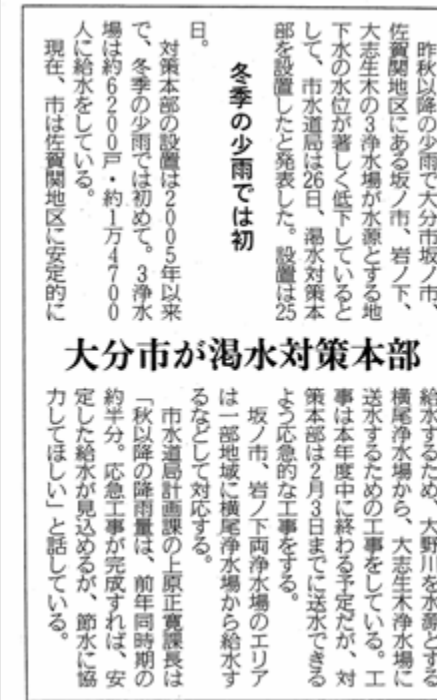 大分市が渇水対策本部
冬季の少雨では初
昨秋以降の少雨で大分市坂ノ市、
佐賀関地区にある坂ノ市、岩ノ下、
大志生木の3浄水場が水源とする地
下水の水位が著しく低下していると
して、市水道局は26日、渇水対策本
部を設置したと発表した。設置は25
日。
対策本部の設置は2005年以来
で、冬季の少雨では初めて。3浄水
場は約6200戸・約1万4700
人に給水をしている。
現在、市は佐賀関地区に安定的に
給水するため、大野川を水源とする
横尾浄水場から、大志生木浄水場に
送水するための工事をしている。工
事は本年度中に終わる予定だが、対
策本部は2月3日までに送水できる
よう応急的な工事をする。
坂ノ市、岩ノ下両浄水場のエリア
は一部地域に横尾浄水場から給水す
るなどして対応する。
市水道局計画課の上原正寛課長は
「秋以降の降雨量は、前年同時期の
約半分。応急工事が完成すれば、安
定した給水が見込めるが、節水に協
力してほしい」と話している。